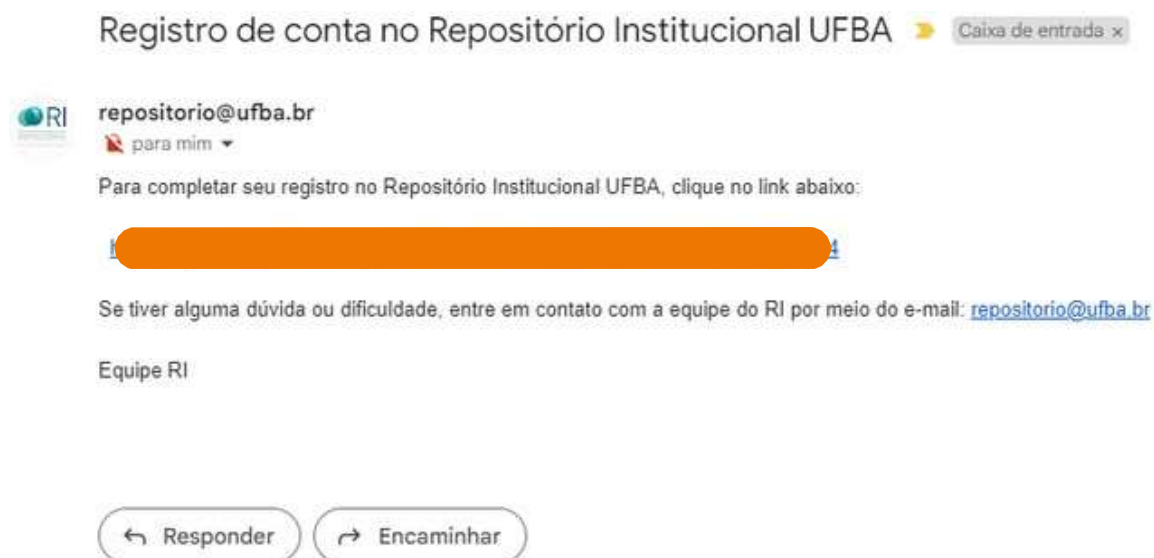 Registro de conta no Repositório Institucional UFBA
Caixa de entrada x
RI
repositorio@ufba.br
para mim
Para completar seu registro no Repositório Institucional UFBA, clique no link abaixo:
Se tiver alguma dúvida ou dificuldade, entre em contato com a equipe do RI por meio do e-mail: repositorio@ufba.br
Equipe RI
Responder
Encaminhar